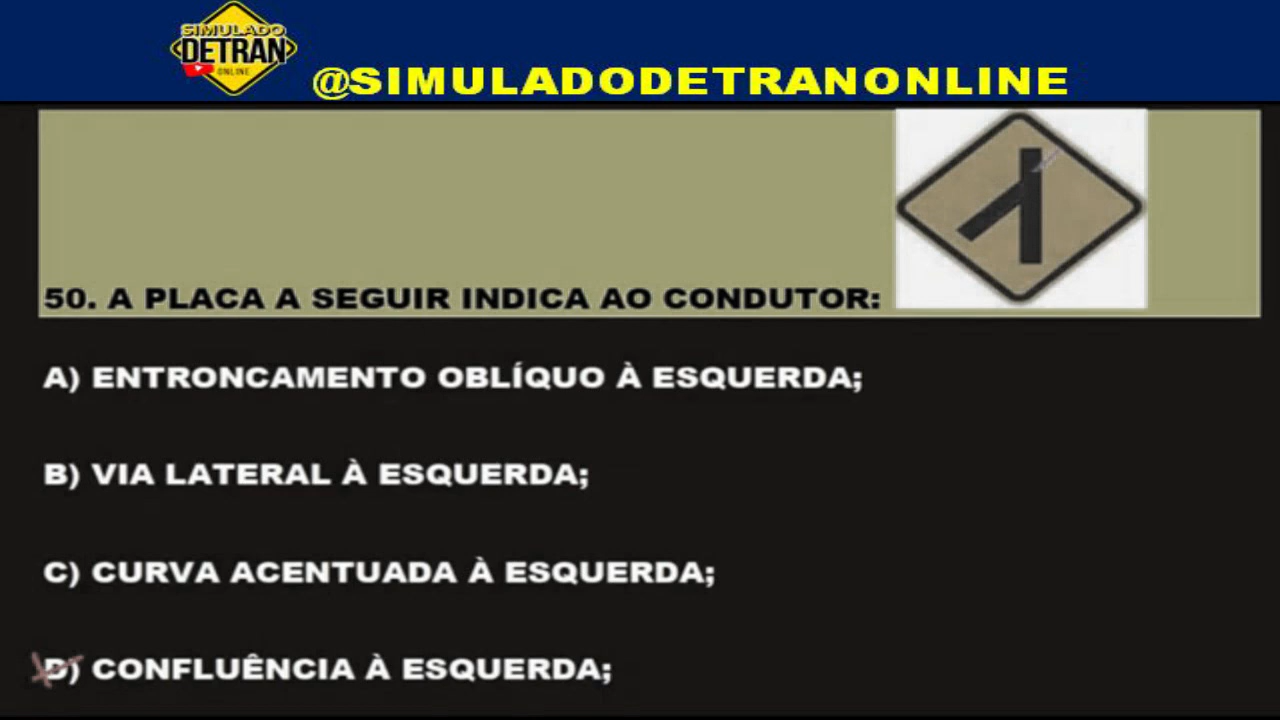 SIMULADO
DETRAN
ONLINE
@SIMULADODETRANONLINE
50. A PLACA A SEGUIR INDICA AO CONDUTOR:
A) ENTRONCAMENTO OBLÍQUO À ESQUERDA;
B) VIA LATERAL À ESQUERDA;
C) CURVA ACENTUADA À ESQUERDA;
D) CONFLUÊNCIA À ESQUERDA;